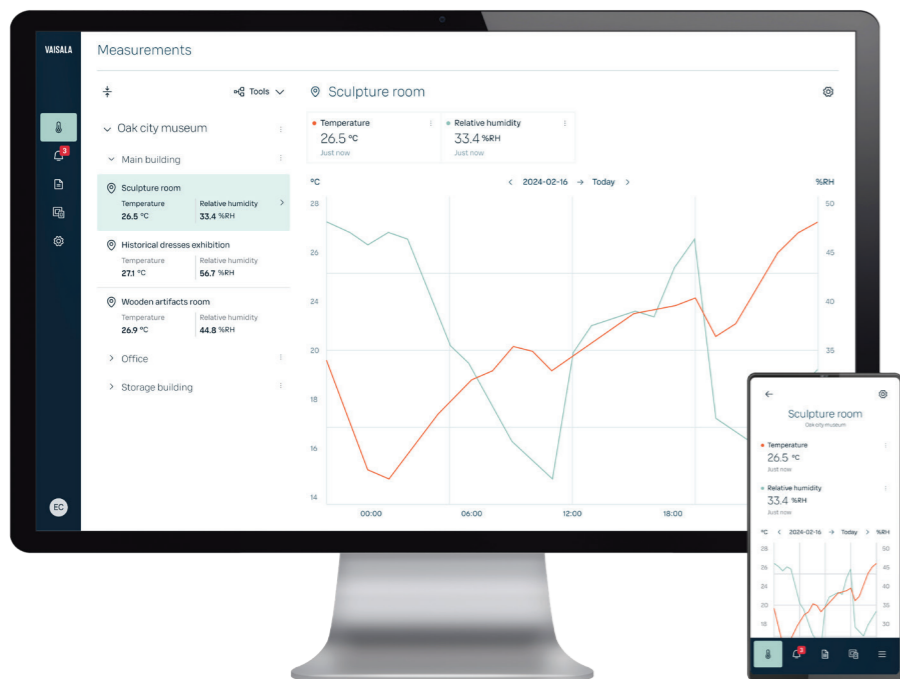 VAISALA
Measurements
Tools
Oak city museum
Main building
Sculpture room
Temperature Relative humidity
26.5 °C 33.4 %RH
Historical dresses exhibition
Temperature Relative humidity
27.1 °C 56.7 %RH
Wooden artifacts room
Temperature Relative humidity
26.9 °C 44.8 %RH
Office
Storage building
3
EC
Sculpture room
Temperature Relative humidity
26.5 °C 33.4 %RH
Just now Just now
°C < 2024-02-16 → Today > %RH
28 50
26 45
24 40
20 35
18
16
14
00:00 06:00 12:00 18:00
Sculpture room
Oak city museum
Temperature
26.5 °C
Just now
Relative humidity
33.4 %RH
Just now
°C < 2024-02-16 → Today > %RH
28 50
26 45
24 40
20 35
18 30
3